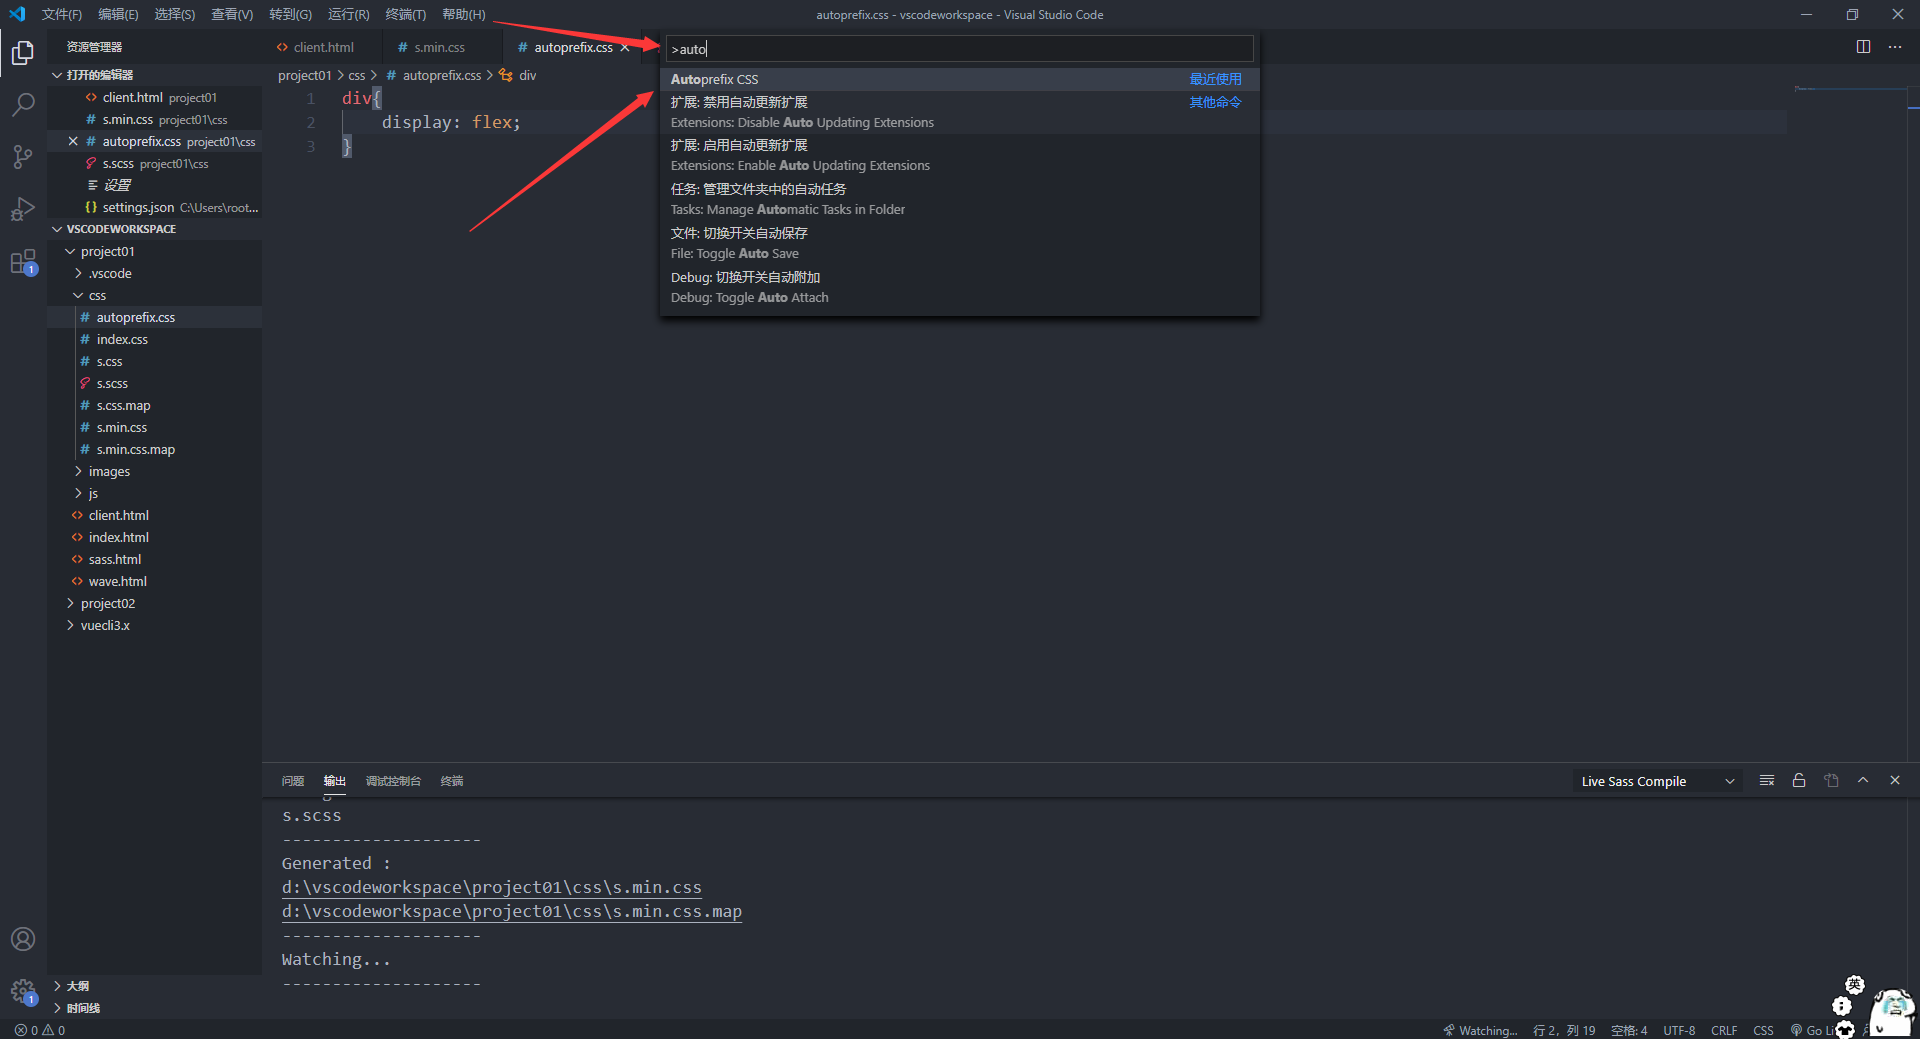 文件(F) 编辑(E) 选择(S) 查看(V) 转到(G) 运行(R) 终端(T) 帮助(H)
autoprefix.css - vscodeworkspace - Visual Studio Code
资源管理器
client.html
s.min.css
autoprefix.css
>auto
打开的编辑器
project01 > css > # autoprefix.css > div
client.html project01
s.min.css project01\css
autoprefix.css project01\css
s.scss project01\css
设置
{} settings.json C:\Users\root...
VSCODEWORKSPACE
project01
.vscode
css
# autoprefix.css
# index.css
# s.css
s.scss
# s.css.map
# s.min.css
# s.min.css.map
images
js
client.html
index.html
sass.html
wave.html
project02
vuecli3.x
大纲
时间线
1 div{
2 display: flex;
3 }
Autoprefix CSS 最近使用
扩展: 禁用自动更新扩展 其他命令
Extensions: Disable Auto Updating Extensions
扩展: 启用自动更新扩展
Extensions: Enable Auto Updating Extensions
任务: 管理文件夹中的自动任务
Tasks: Manage Automatic Tasks in Folder
文件: 切换开关自动保存
File: Toggle Auto Save
Debug: 切换开关自动附加
Debug: Toggle Auto Attach
问题 输出 调试控制台 终端
Live Sass Compile
s.scss
--------------------
Generated :
d:\vscodeworkspace\project01\css\s.min.css
d:\vscodeworkspace\project01\css\s.min.css.map
--------------------
Watching...
--------------------
1
1
英
0 0
Watching... 行 2，列 19 空格: 4 UTF-8 CRLF CSS Go Li